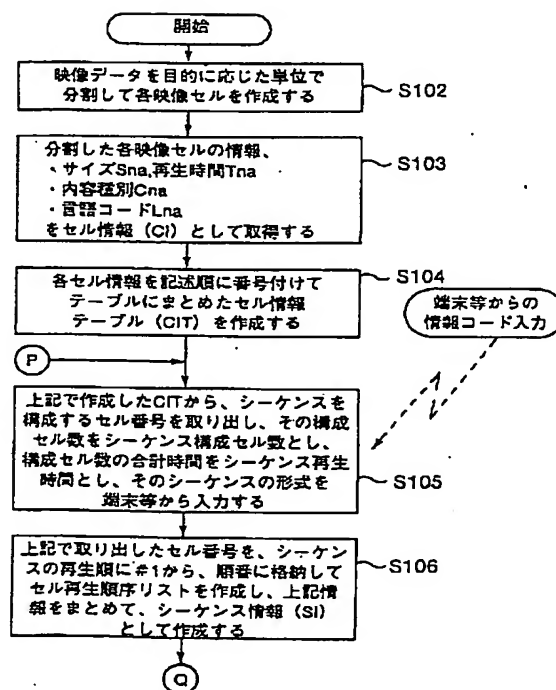 開始
映像データを目的に応じた単位で
分割して各映像セルを作成する
S102
分割した各映像セルの情報、
・サイズSna,再生時間Tna
・内容種別Cna
・言語コードLna
をセル情報（CI）として取得する
S103
各セル情報を記述順に番号付けて
テーブルにまとめたセル情報
テーブル（CIT）を作成する
S104
端末等からの
情報コード入力
P
上記で作成したCITから、シーケンスを
構成するセル番号を取り出し、その構成
セル数をシーケンス構成セル数とし、
構成セル数の合計時間をシーケンス再生
時間とし、そのシーケンスの形式を
端末等から入力する
S105
上記で取り出したセル番号を、シーケン
スの再生順に#1から、順番に格納して
セル再生順序リストを作成し、上記情
報をまとめて、シーケンス情報（SI）
として作成する
S106
Q